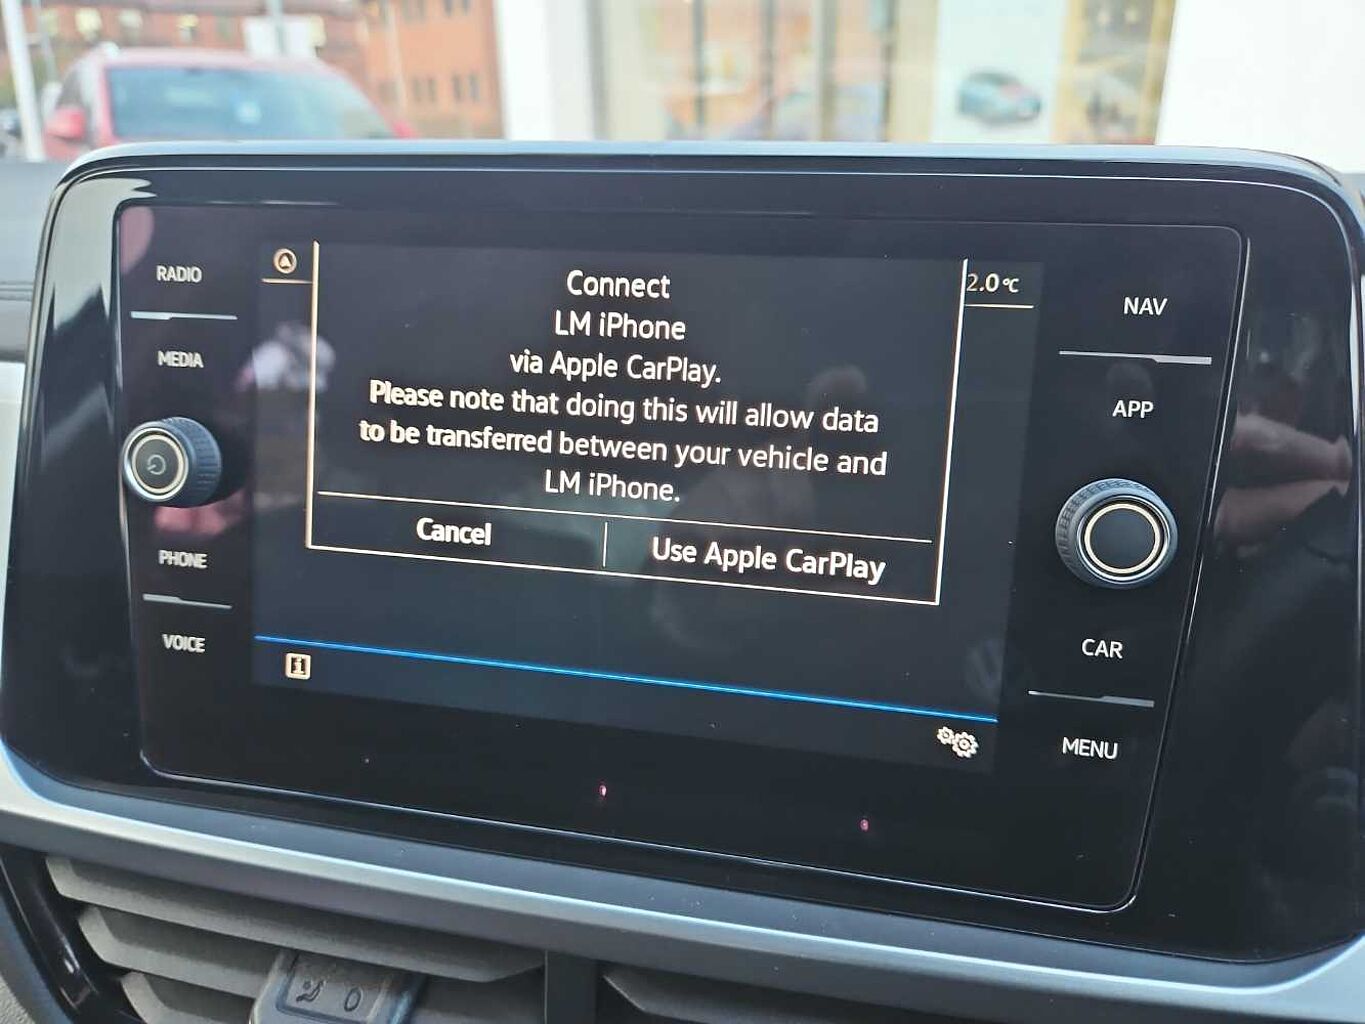 RADIO
MEDIA
PHONE
VOICE
Connect
LM iPhone
via Apple CarPlay.
Please note that doing this will allow data
to be transferred between your vehicle and
LM iPhone.
Cancel
Use Apple CarPlay
2.0°C
NAV
APP
CAR
MENU
0